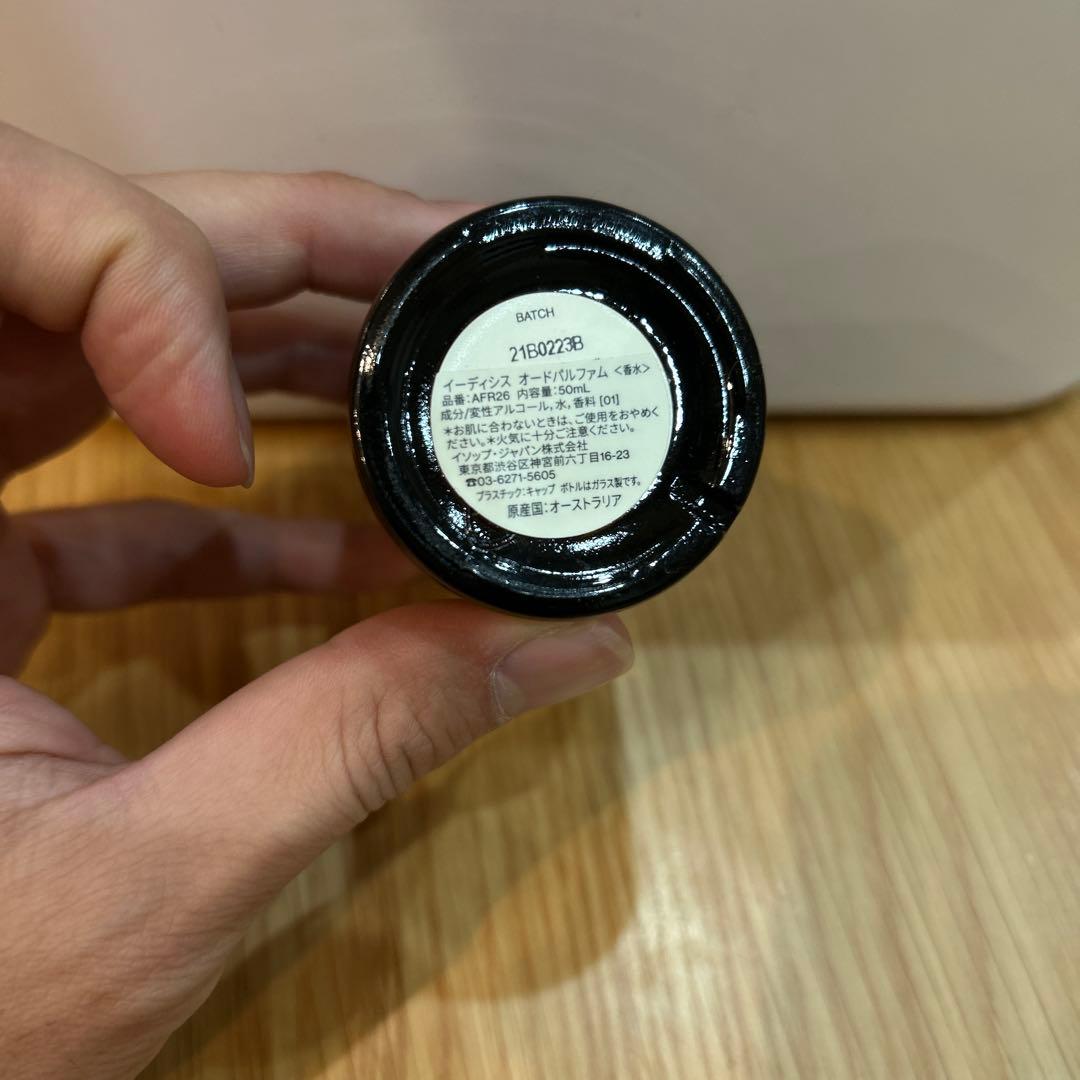 BATCH
21B0223B
イーディシス オードパルファム <香水>
品番:AFR26 内容量:50mL
成分/変性アルコール,水,香料 [01]
*お肌に合わないときは、ご使用をおやめく
ださい。*火気に十分ご注意ください。
イソップ・ジャパン株式会社
東京都渋谷区神宮前六丁目16-23
☎03-6271-5605
プラスチック:キャップ ボトルはガラス製です。
原産国:オーストラリア